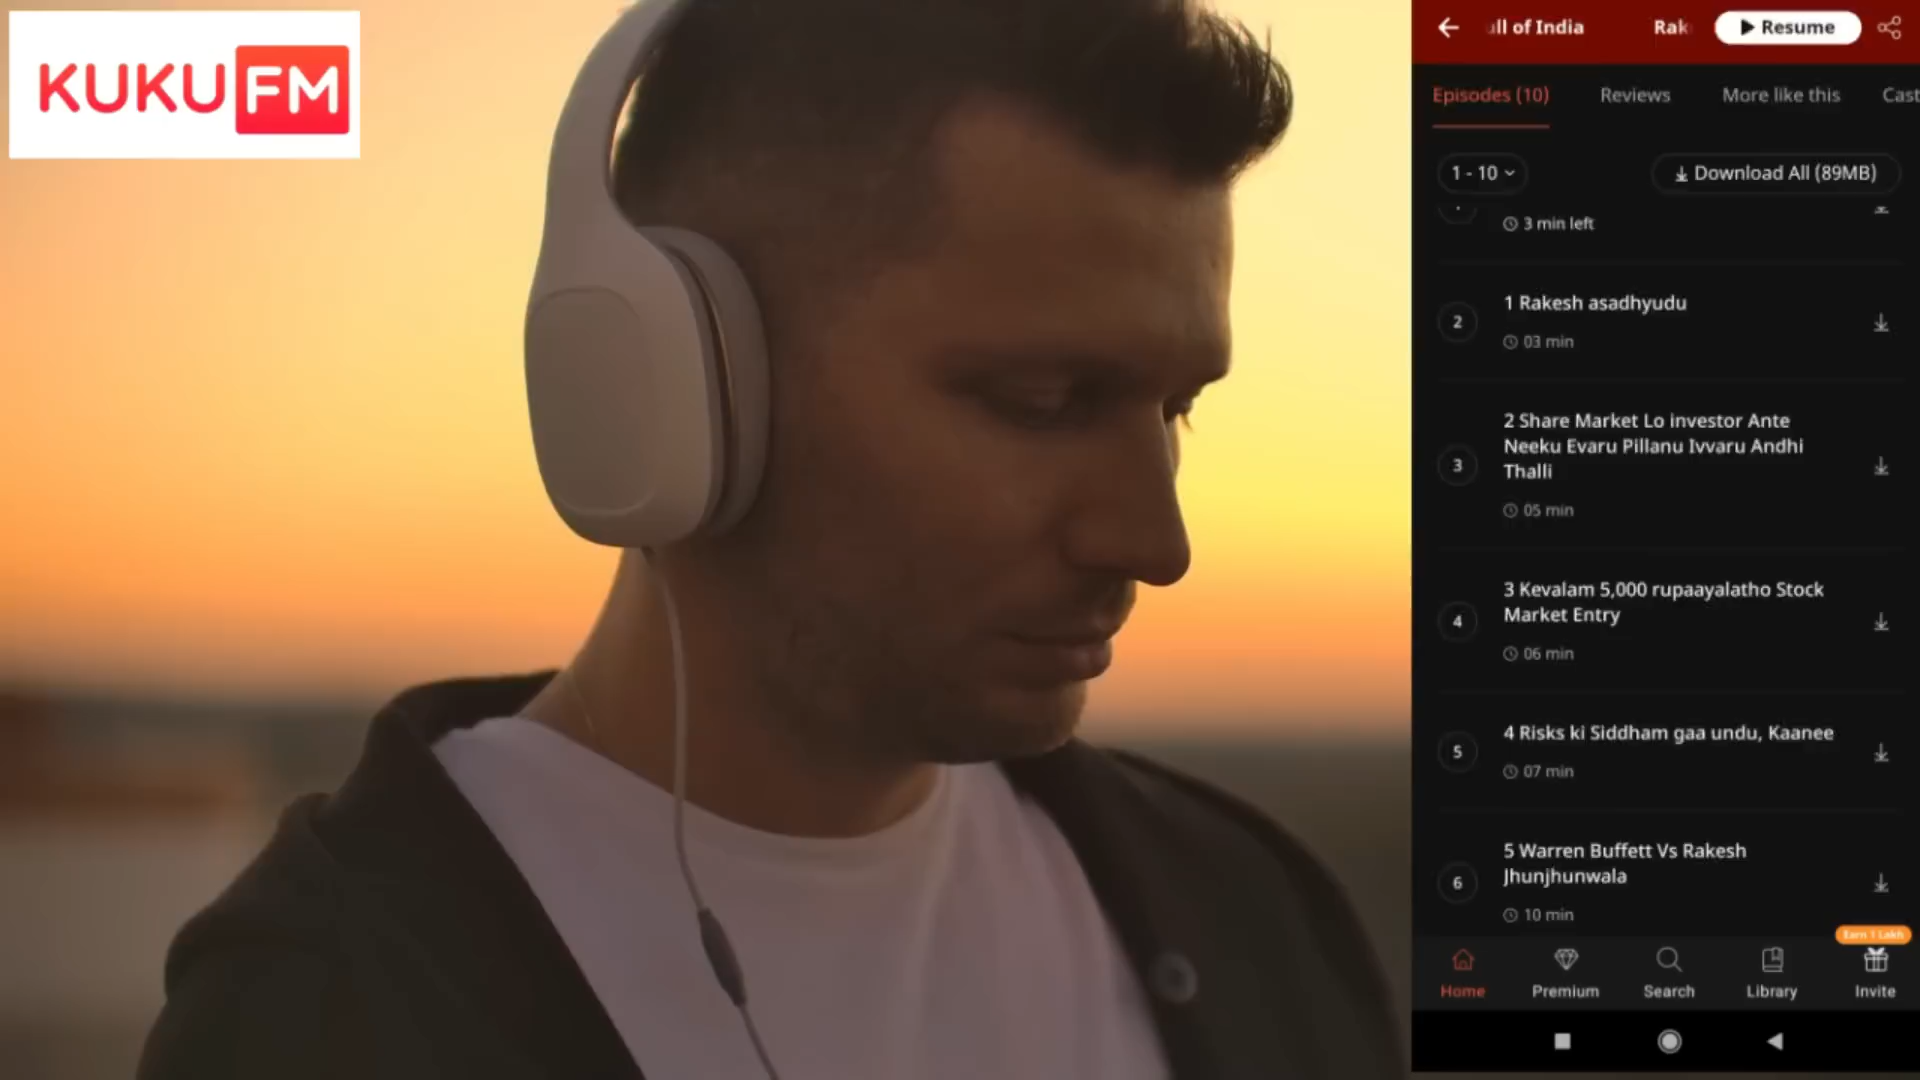 KUKU FM
ull of India
Rak
Resume
Episodes (10)
Reviews
More like this
Cast
1 - 10
Download All (89MB)
3 min left
2
1 Rakesh asadhyudu
03 min
3
2 Share Market Lo investor Ante
Neeku Evaru Pillanu Ivvaru Andhi
Thalli
05 min
4
3 Kevalam 5,000 rupaayalatho Stock
Market Entry
06 min
5
4 Risks ki Siddham gaa undu, Kaanee
07 min
6
5 Warren Buffett Vs Rakesh
Jhunjhunwala
10 min
Earn 1 Lakh
Home
Premium
Search
Library
Invite